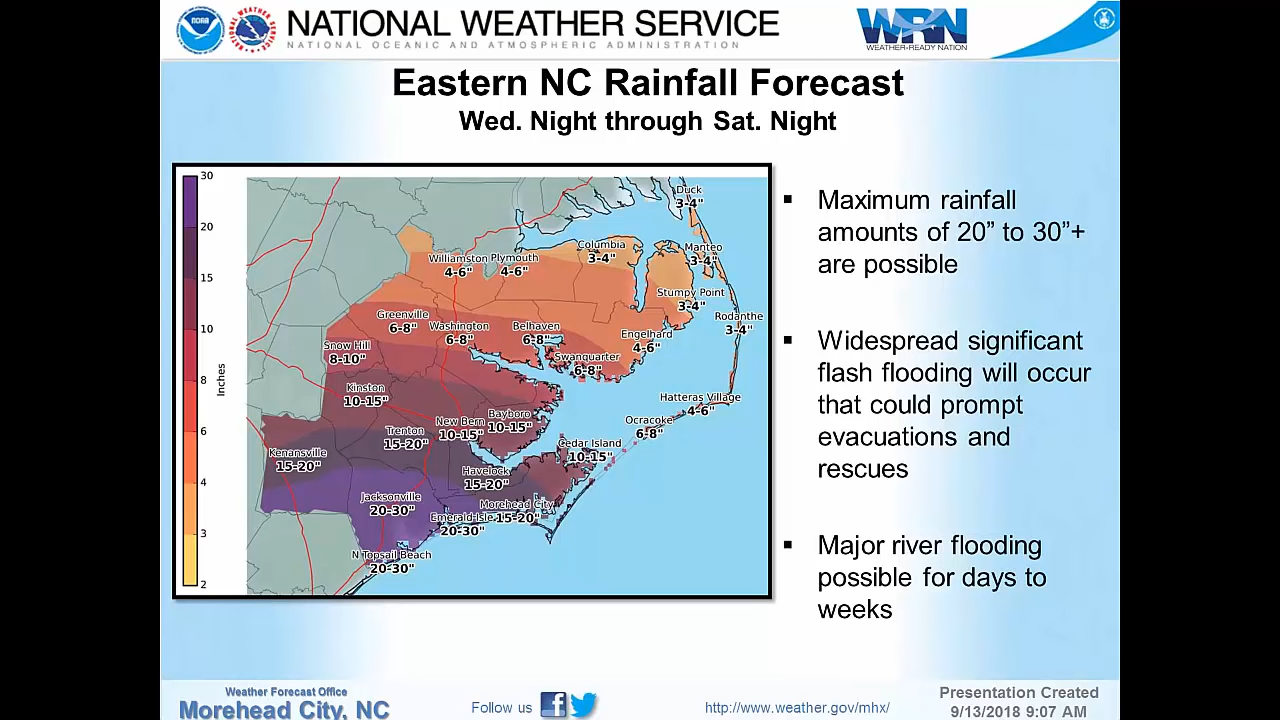 NOAA
NATIONAL WEATHER SERVICE
NATIONAL OCEANIC AND ATMOSPHERIC ADMINISTRATION
WRN
WEATHER-READY NATION
Eastern NC Rainfall Forecast
Wed. Night through Sat. Night
30
20
15
10
8
6
4
3
2
Inches
Duck
3-4"
Columbia
3-4"
Manteo
3-4"
Williamston
4-6"
Plymouth
4-6"
Stumpy Point
3-4"
Rodanthe
3-4"
Greenville
6-8"
Washington
6-8"
Belhaven
6-8"
Engelhard
4-6"
Snow Hill
8-10"
Swanquarter
6-8"
Kinston
10-15"
Hatteras Village
4-6"
New Bern
10-15"
Bayboro
10-15"
Ocracoke
6-8"
Trenton
15-20"
Cedar Island
10-15"
Kenansville
15-20"
Havelock
15-20"
Jacksonville
20-30"
Morehead City
15-20"
Emerald Isle
20-30"
N Topsail Beach
20-30"
▪ Maximum rainfall
amounts of 20” to 30”+
are possible
▪ Widespread significant
flash flooding will occur
that could prompt
evacuations and
rescues
▪ Major river flooding
possible for days to
weeks
Weather Forecast Office
Morehead City, NC
Follow us
http://www.weather.gov/mhx/
Presentation Created
9/13/2018 9:07 AM